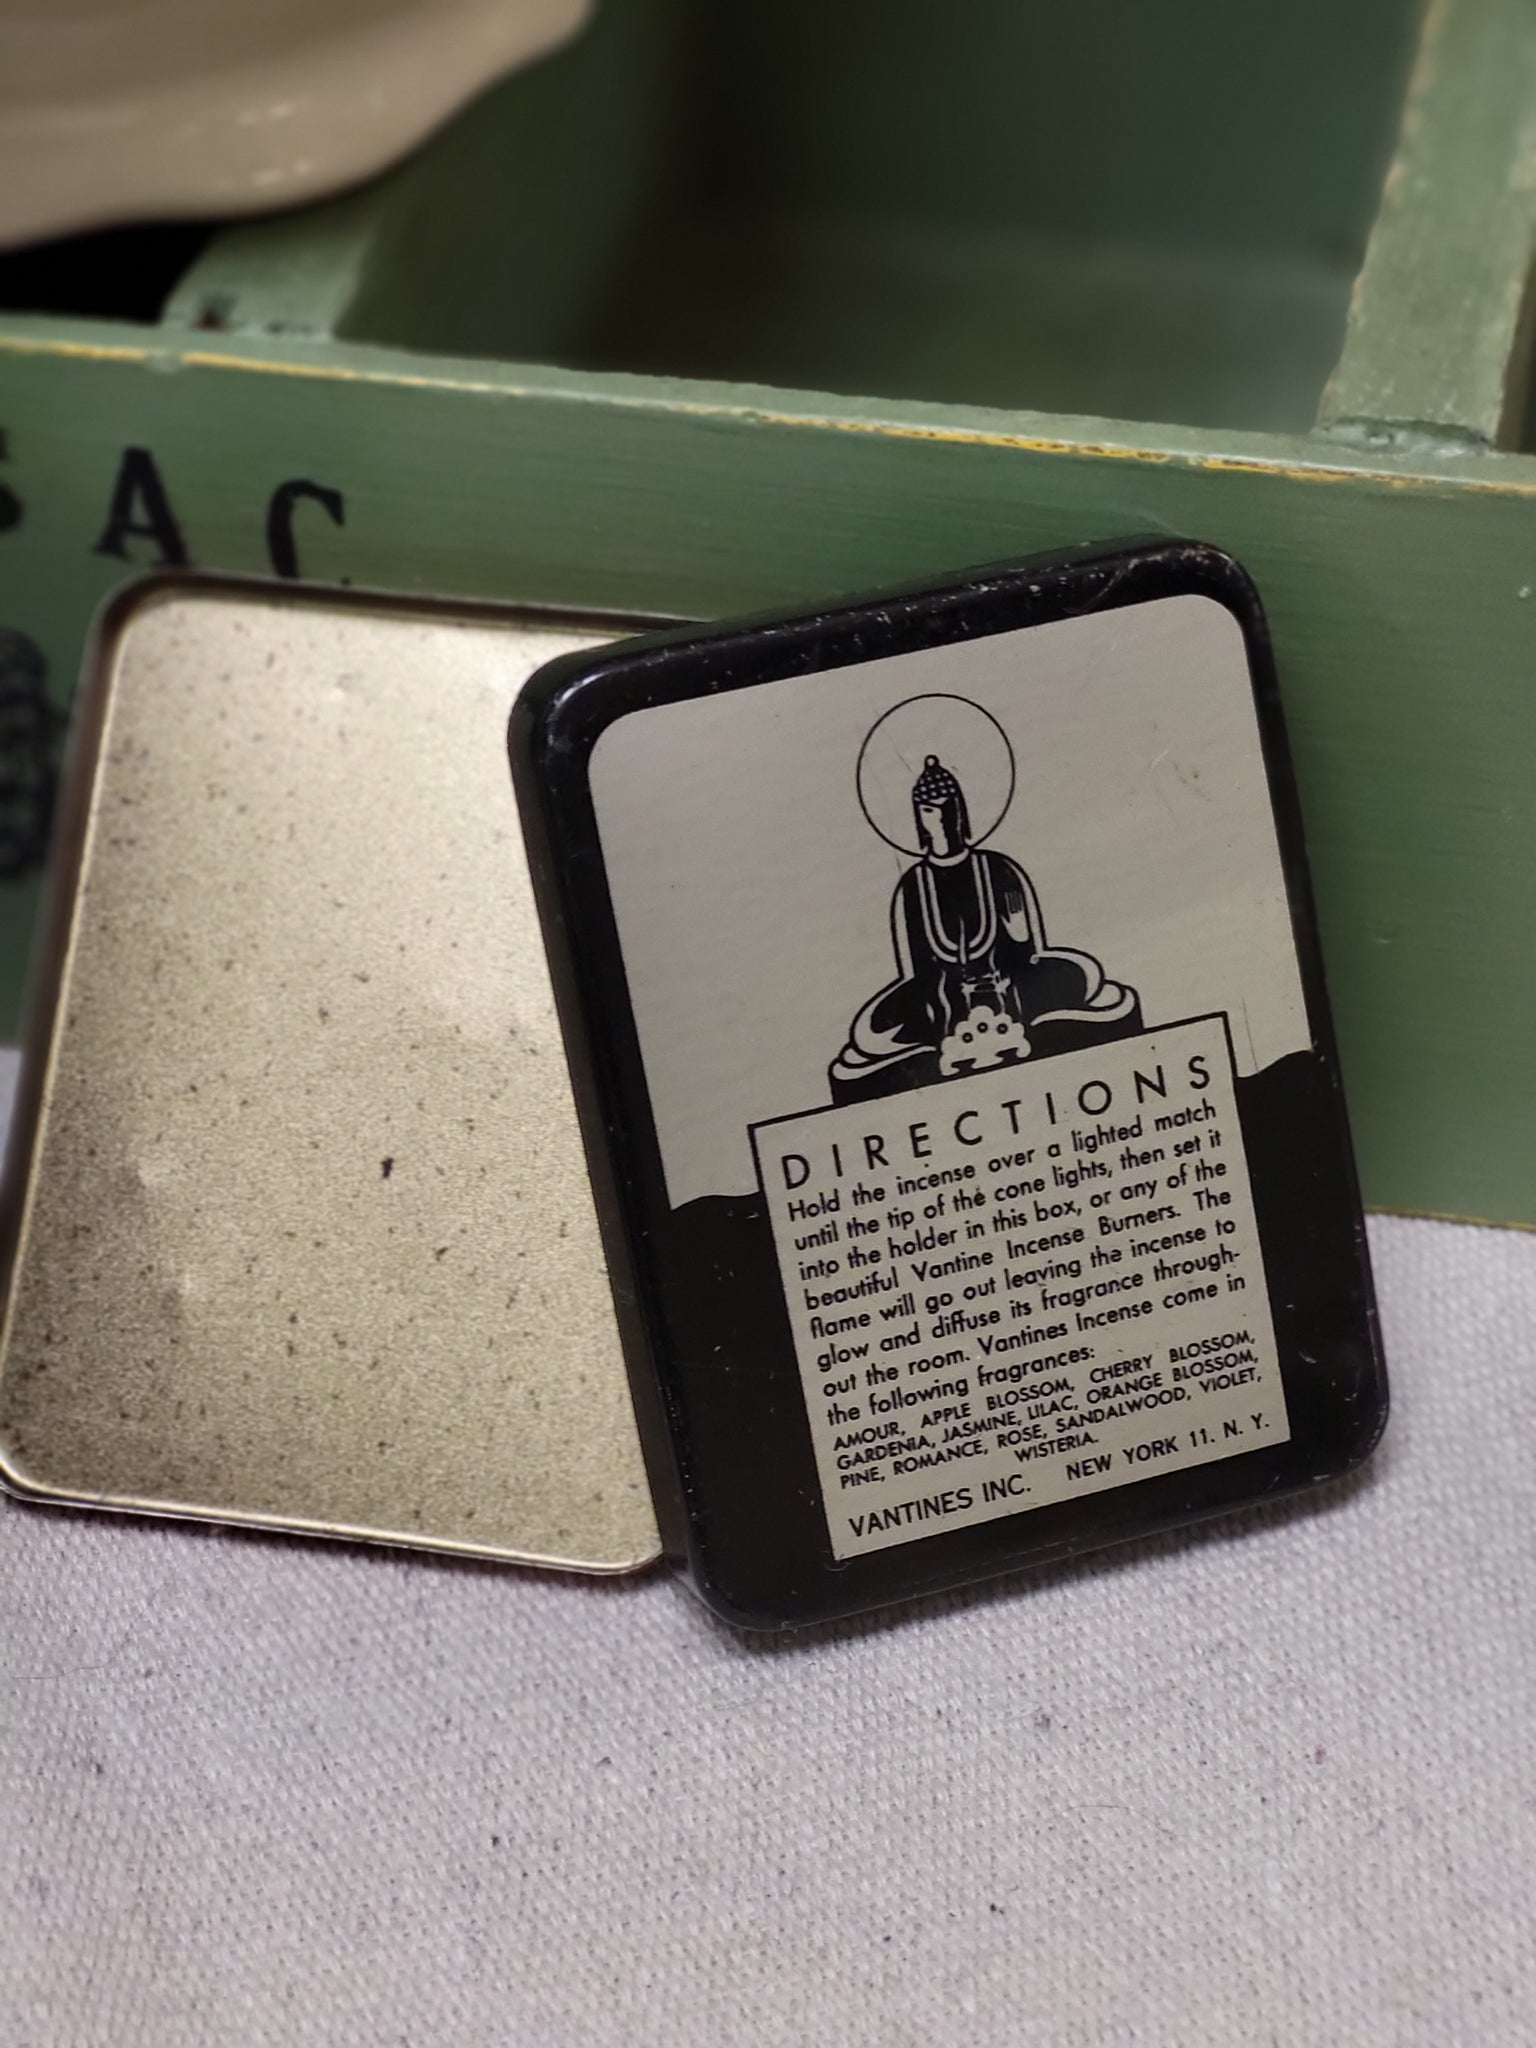 A C
DIRECTIONS
Hold the incense over a lighted match
until the tip of the cone lights, then set it
into the holder in this box, or any of the
beautiful Vantine Incense Burners. The
flame will go out leaving the incense to
glow and diffuse its fragrance through-
out the room. Vantines Incense come in
the following fragrances:
AMOUR, APPLE BLOSSOM, CHERRY BLOSSOM,
GARDENIA, JASMINE, LILAC, ORANGE BLOSSOM,
PINE, ROMANCE, ROSE, SANDALWOOD, VIOLET,
WISTERIA.
VANTINES INC. NEW YORK 11. N. Y.